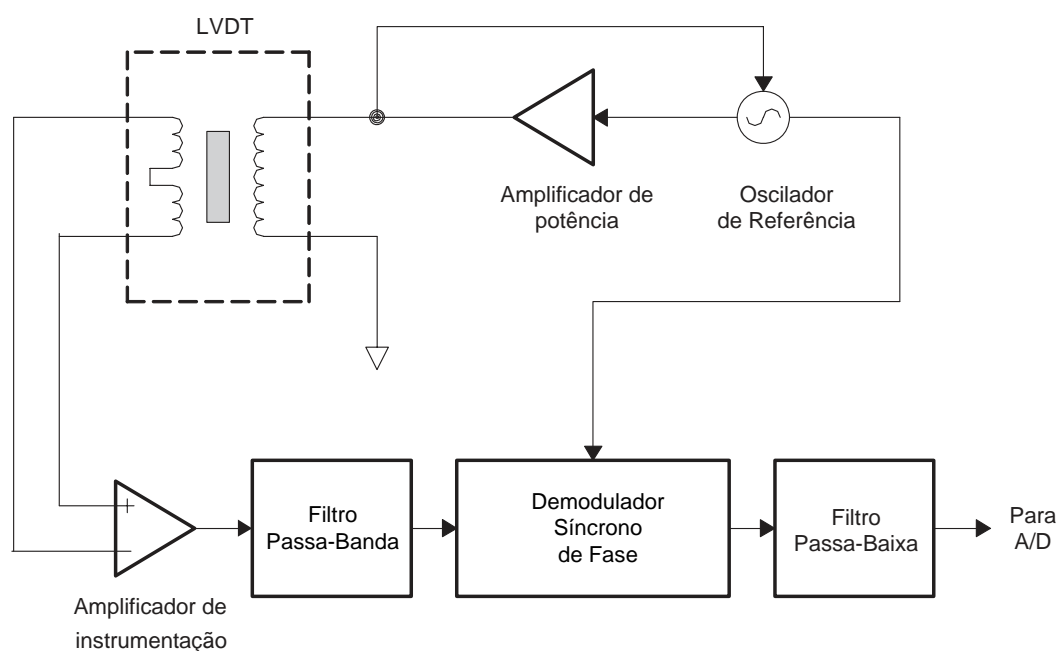 LVDT
Amplificador de
potência
Oscilador
de Referência
Filtro
Passa-Banda
Demodulador
Síncrono
de Fase
Filtro
Passa-Baixa
Para
A/D
Amplificador de
instrumentação